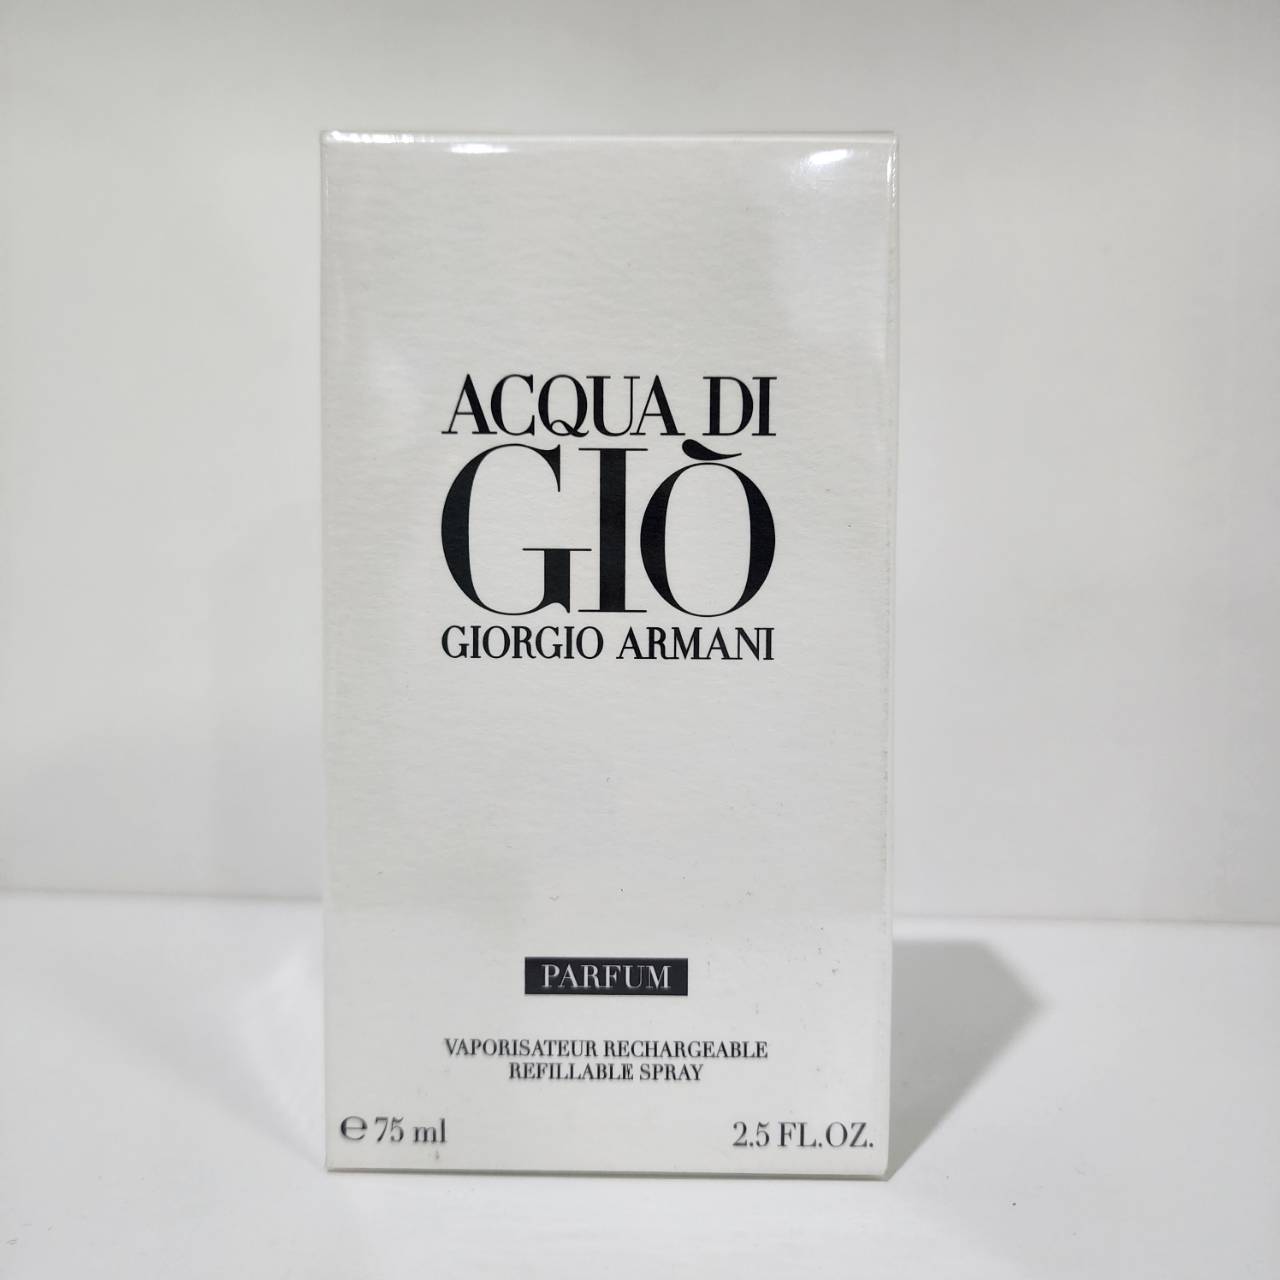 ACQUA DI
GIÒ
GIORGIO ARMANI
PARFUM
VAPORISATEUR RECHARGEABLE
REFILLABLE SPRAY
℮ 75 ml
2.5 FL.OZ.